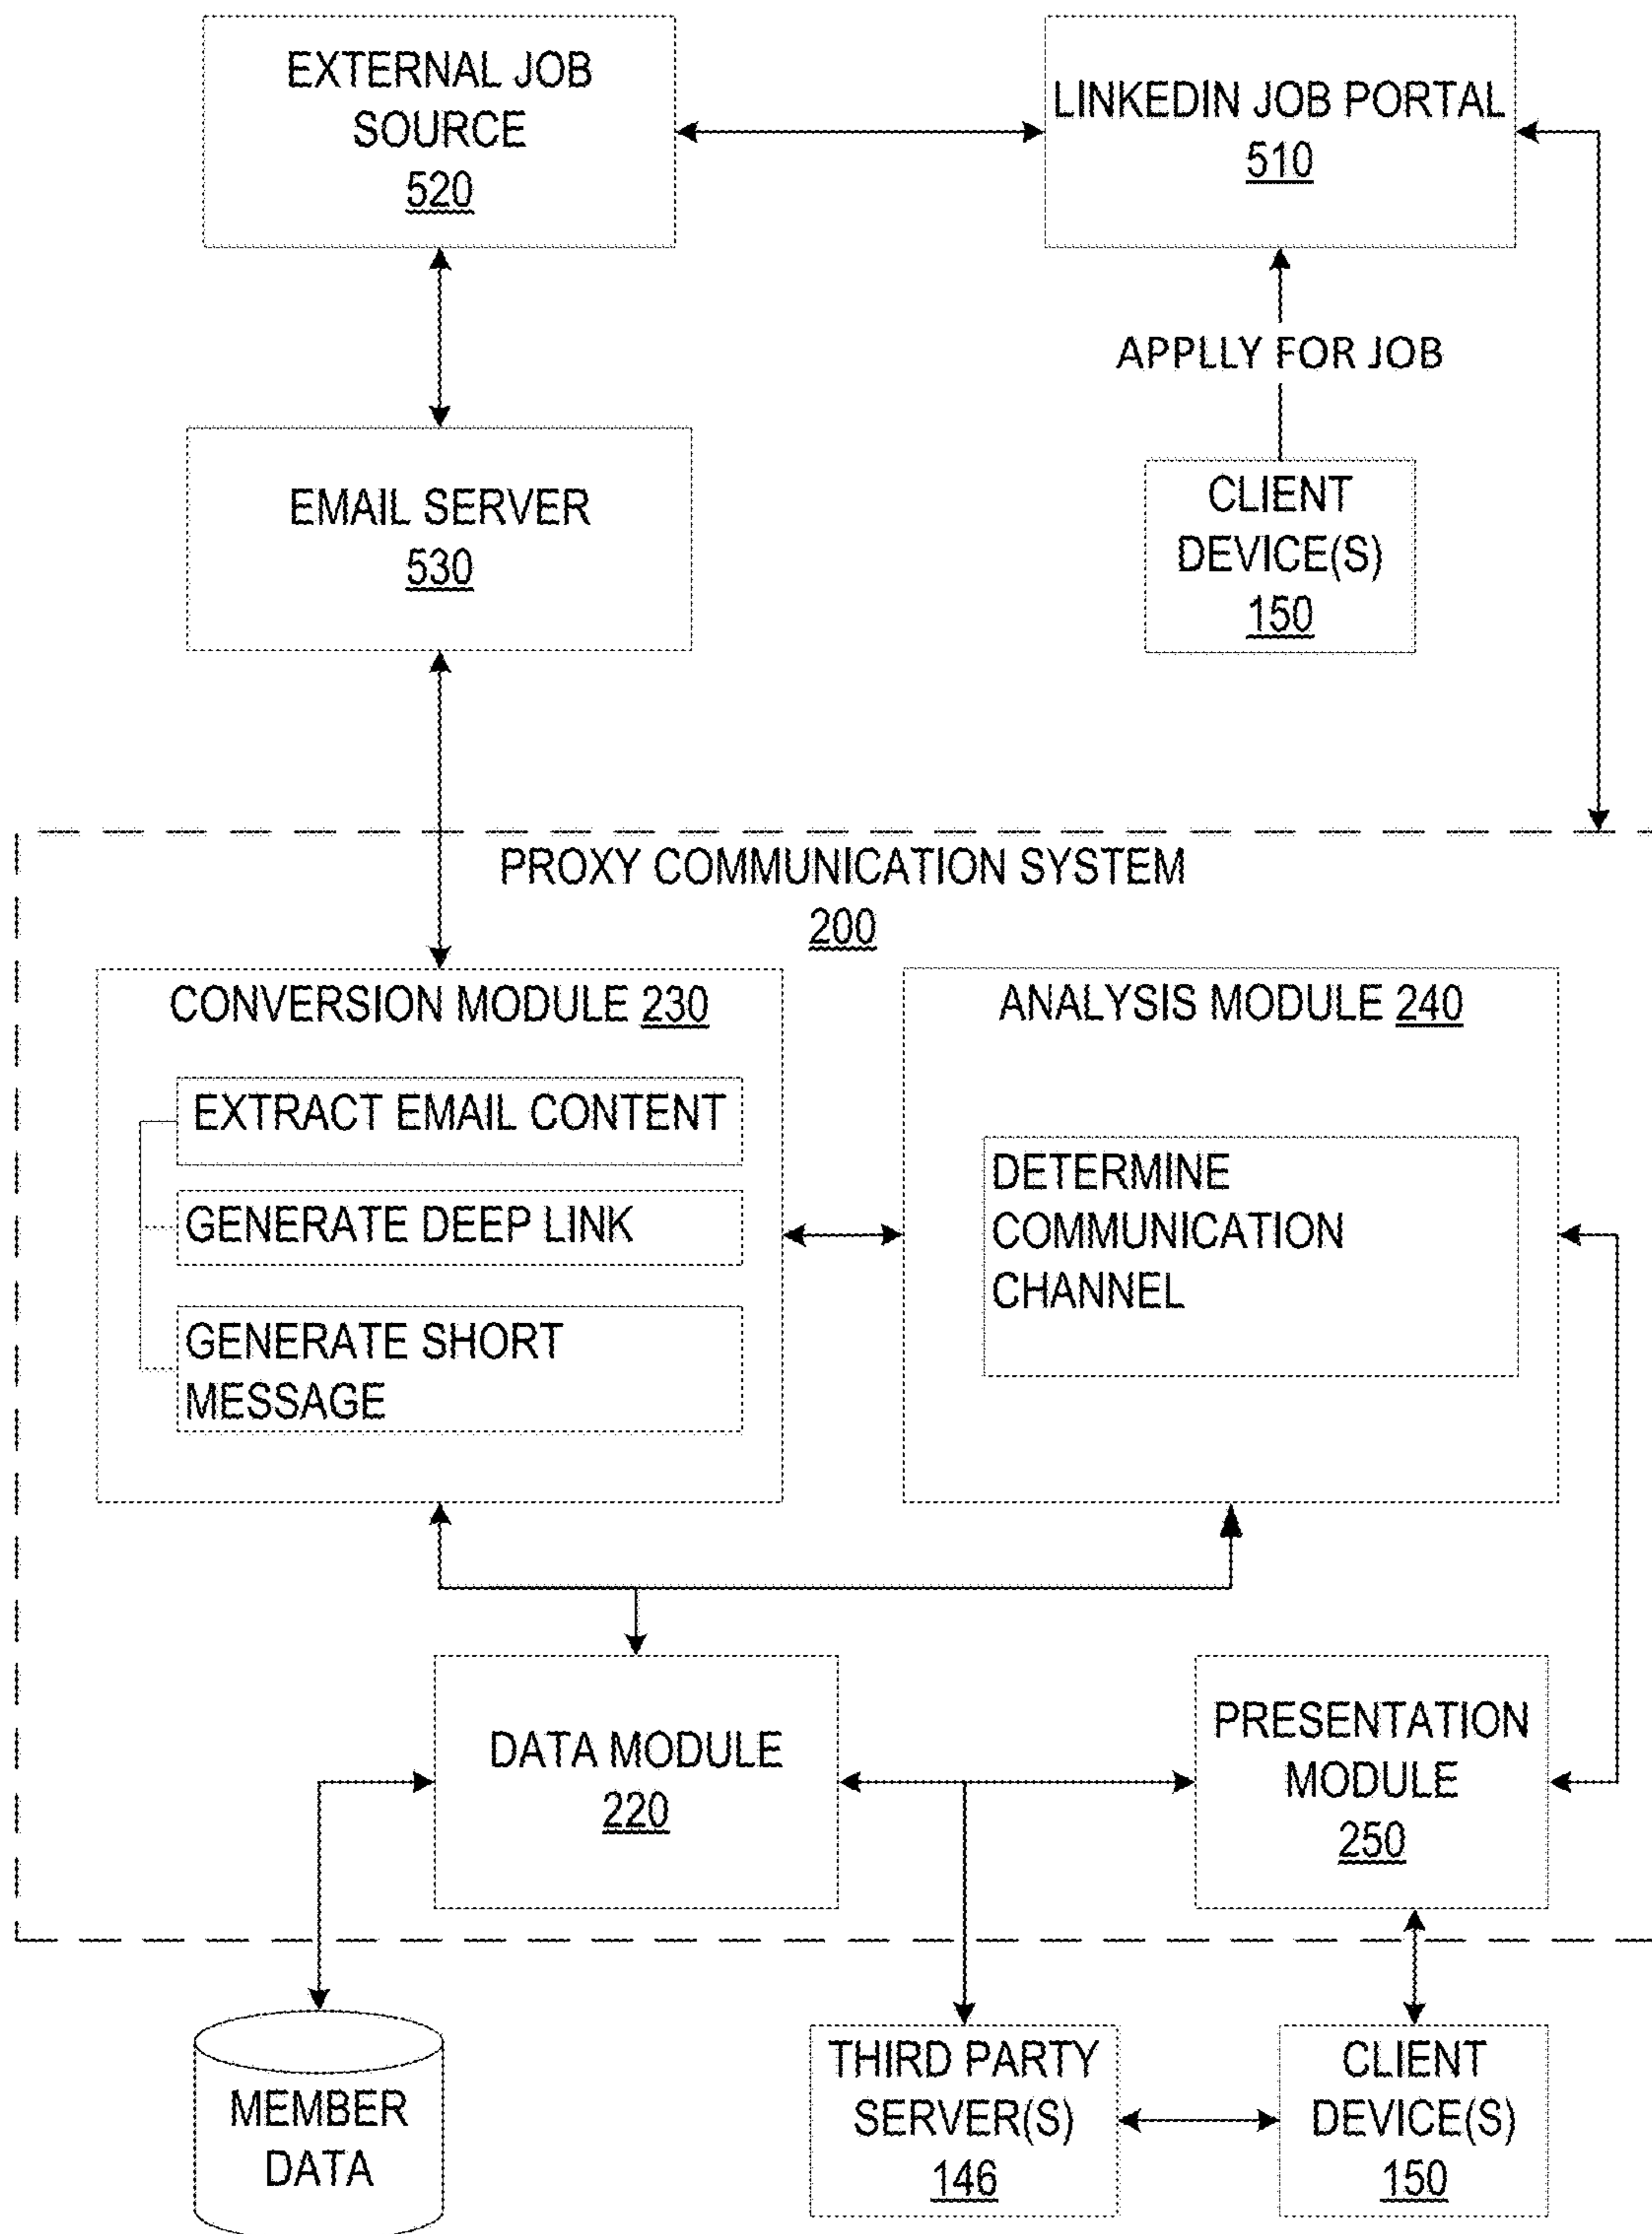 EXTERNAL JOB
SOURCE
520
LINKEDIN JOB PORTAL
510
APPLLY FOR JOB
EMAIL SERVER
530
CLIENT
DEVICE(S)
150
PROXY COMMUNICATION SYSTEM
200
CONVERSION MODULE 230
EXTRACT EMAIL CONTENT
GENERATE DEEP LINK
GENERATE SHORT
MESSAGE
ANALYSIS MODULE 240
DETERMINE
COMMUNICATION
CHANNEL
DATA MODULE
220
PRESENTATION
MODULE
250
MEMBER
DATA
THIRD PARTY
SERVER(S)
146
CLIENT
DEVICE(S)
150